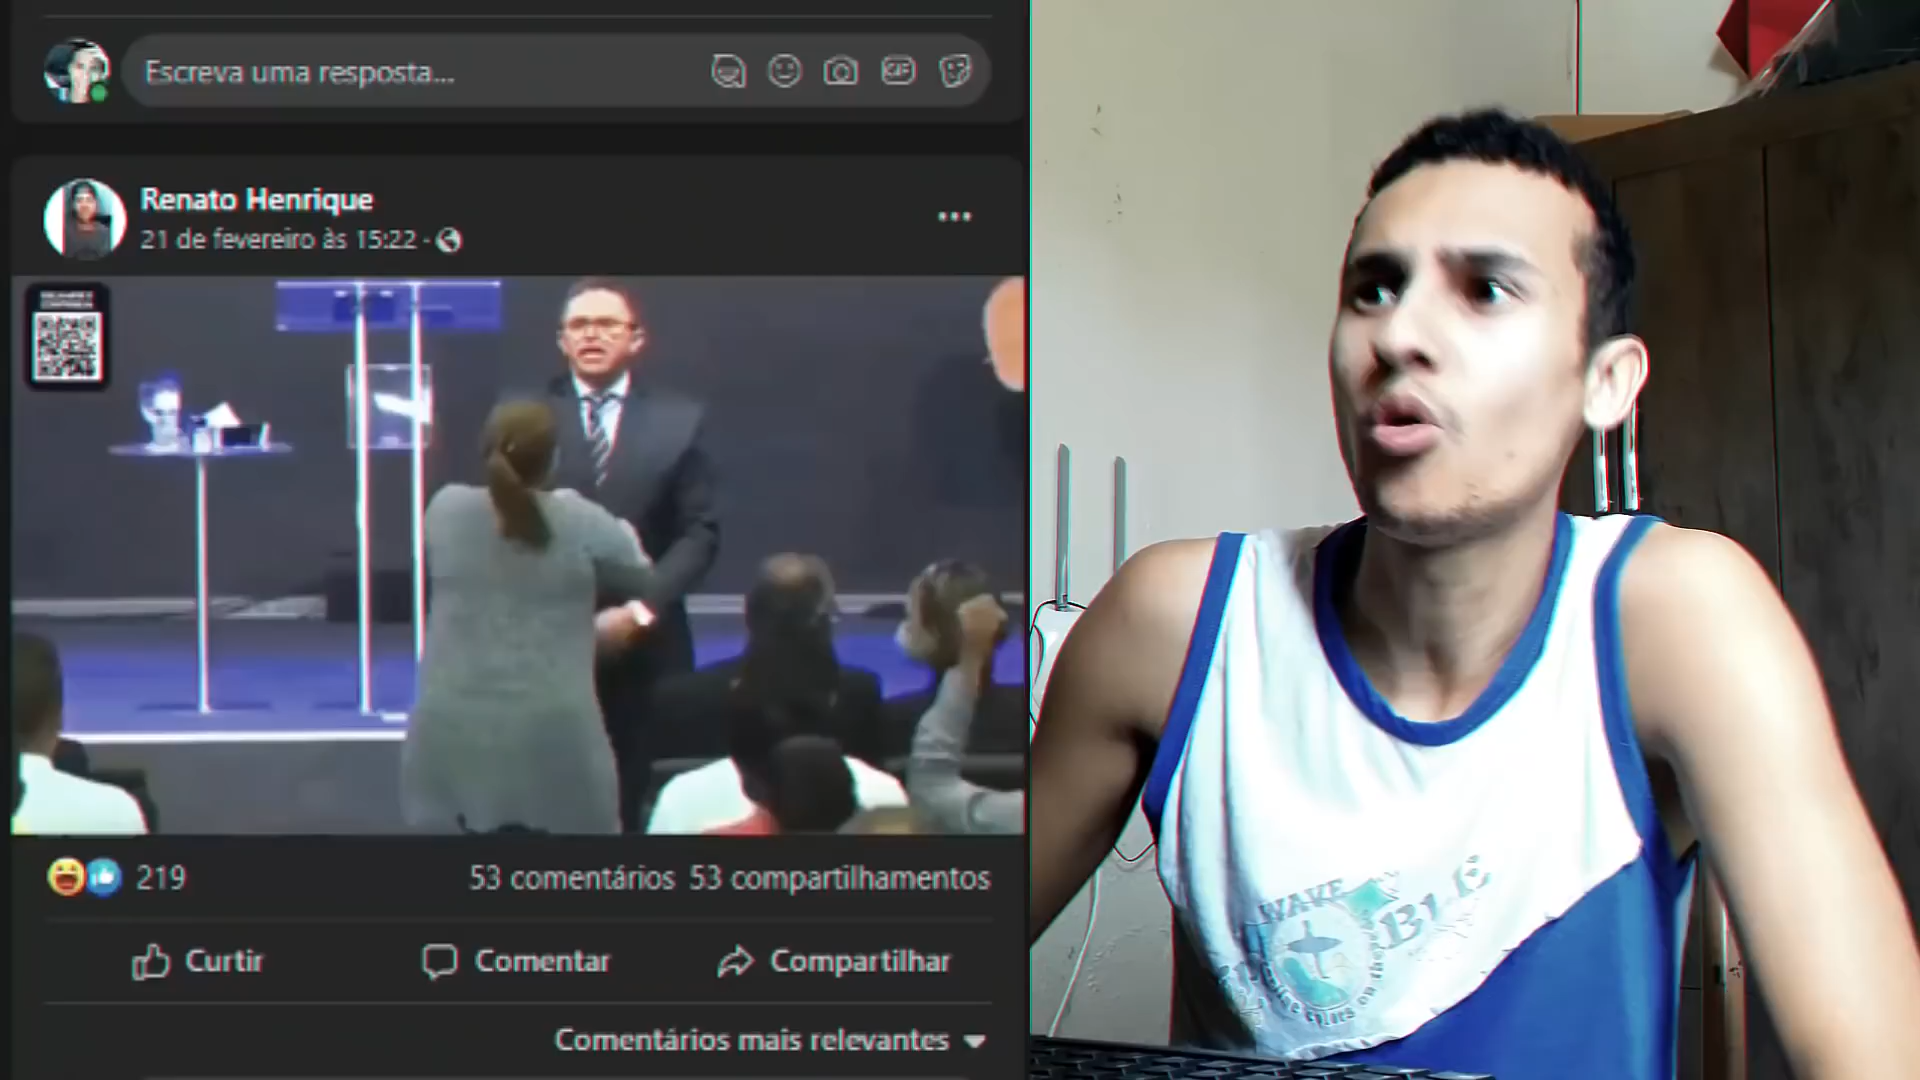 Escreva uma resposta...
GIF
Renato Henrique
21 de fevereiro às 15:22 ·
219
53 comentários 53 compartilhamentos
Curtir
Comentar
Compartilhar
Comentários mais relevantes
WAVE